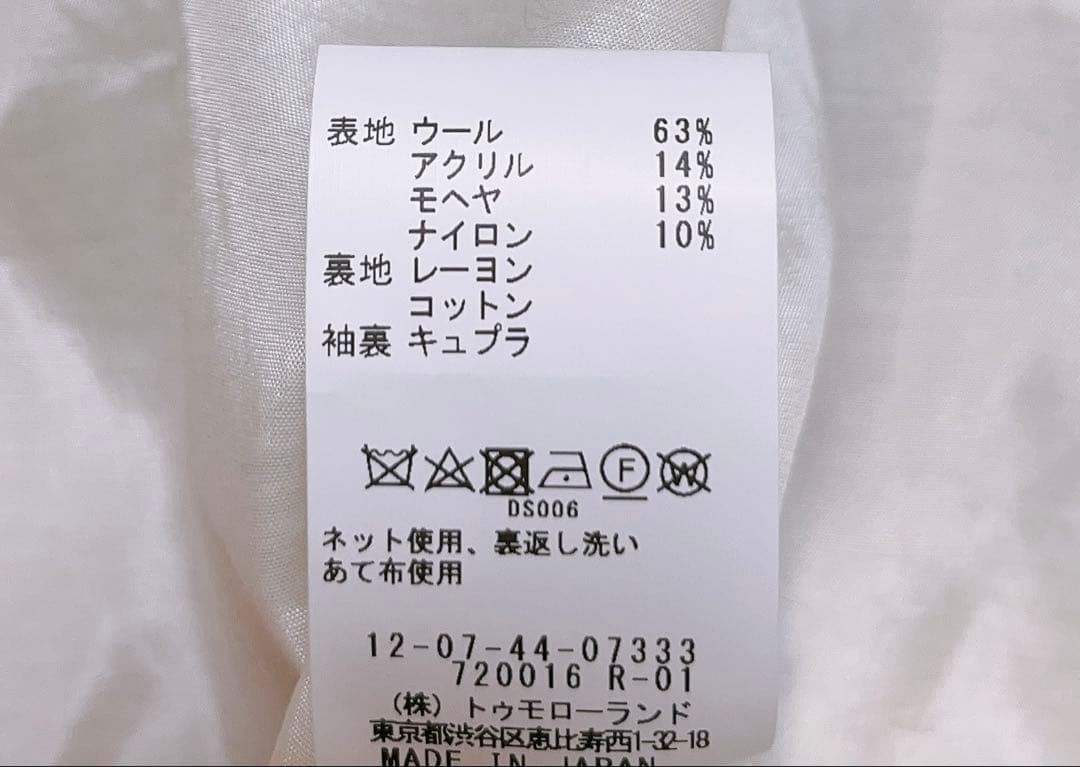 表地 ウール 63%
アクリル 14%
モヘヤ 13%
ナイロン 10%
裏地 レーヨン
コットン
袖裏 キュプラ
F W
DS006
ネット使用、裏返し洗い
あて布使用
12-07-44-07333
720016 R-01
(株) トゥモローランド
東京都渋谷区恵比寿西1-32-18
MADE IN JAPAN